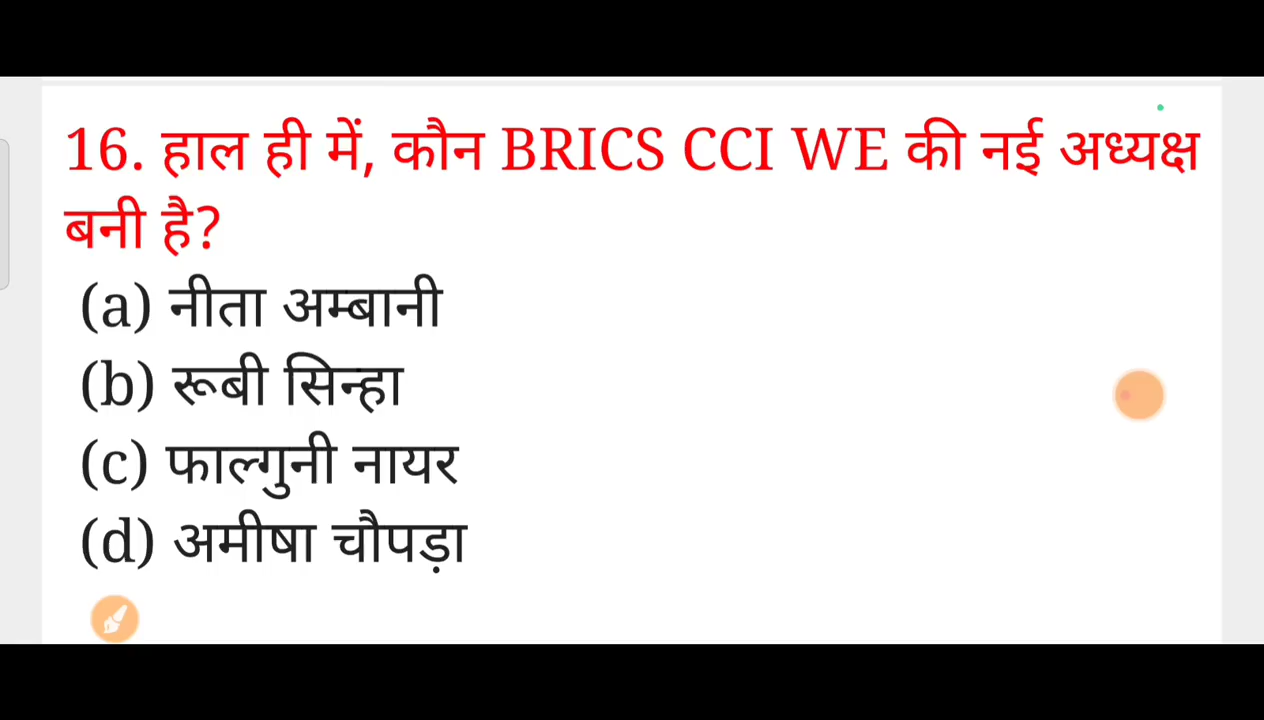 16. हाल ही में, कौन BRICS CCI WE की नई अध्यक्ष
बनी है?
(a) नीता अम्बानी
(b) रूबी सिन्हा
(c) फाल्गुनी नायर
(d) अमीषा चौपड़ा